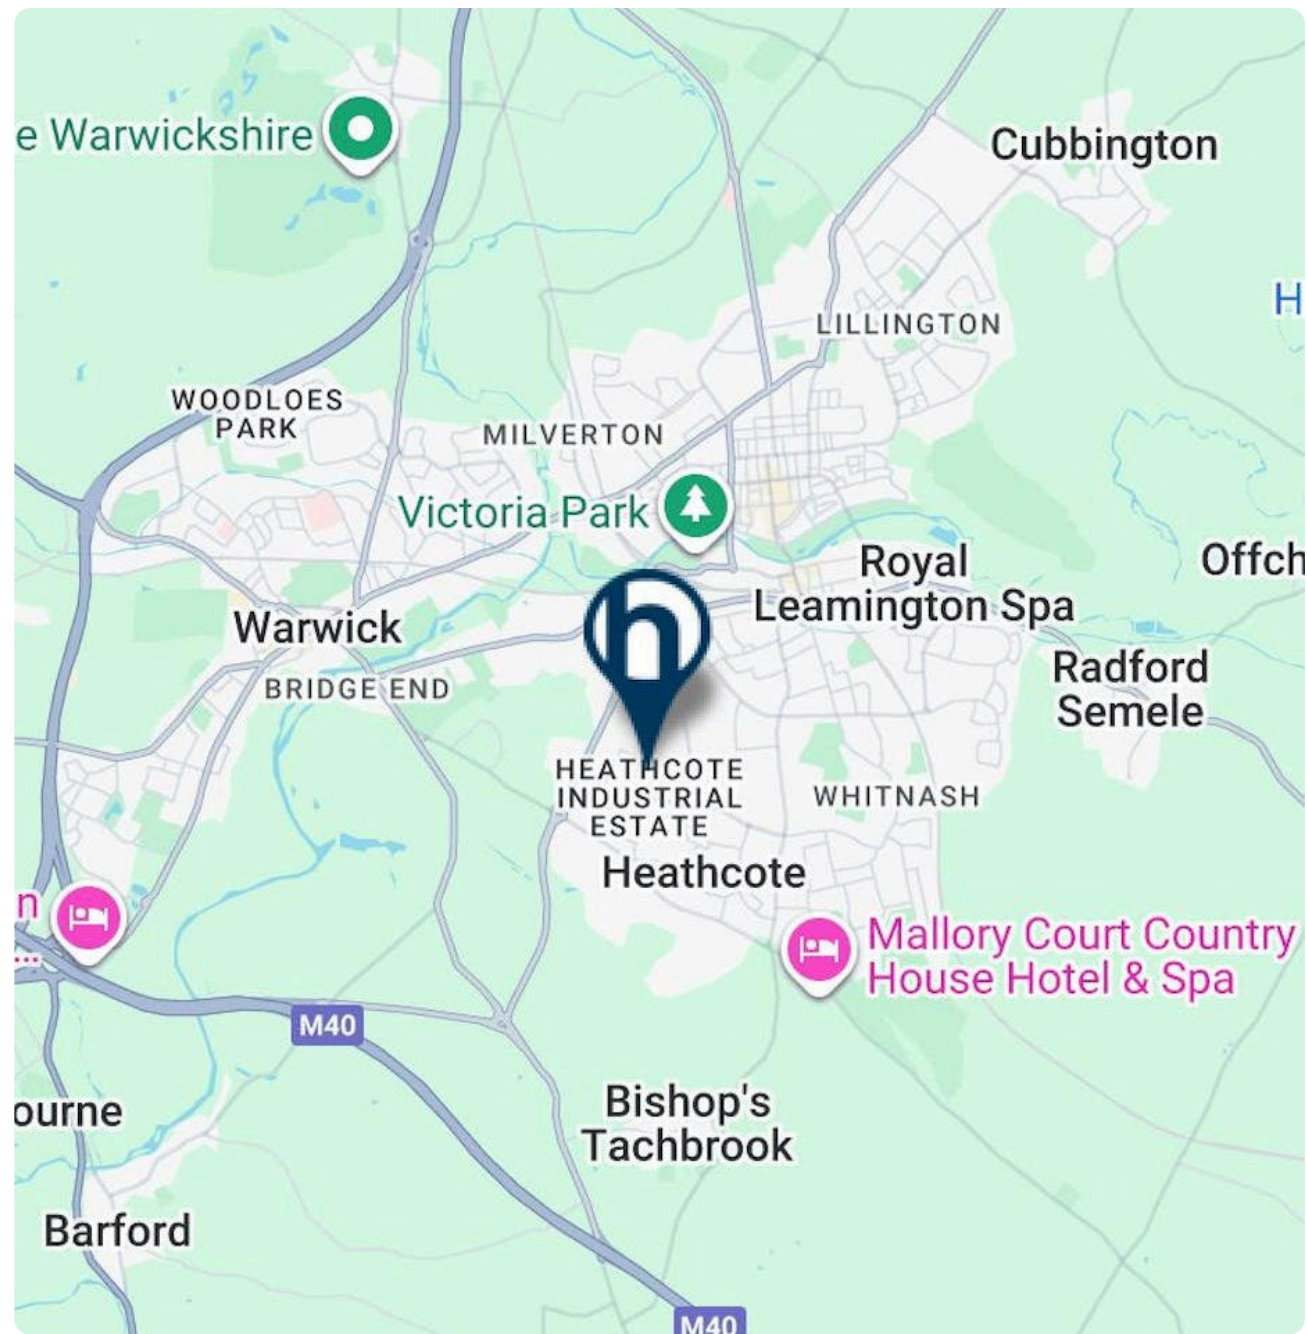 e Warwickshire
Cubbington
H
LILLINGTON
WOODLOES
PARK
MILVERTON
Victoria Park
Royal
Leamington Spa
Offch
h
Warwick
BRIDGE END
Radford
Semele
HEATHCOTE
INDUSTRIAL
ESTATE
WHITNASH
Heathcote
n
...
Mallory Court Country
House Hotel & Spa
M40
Bishop's
Tachbrook
ourne
Barford
M40